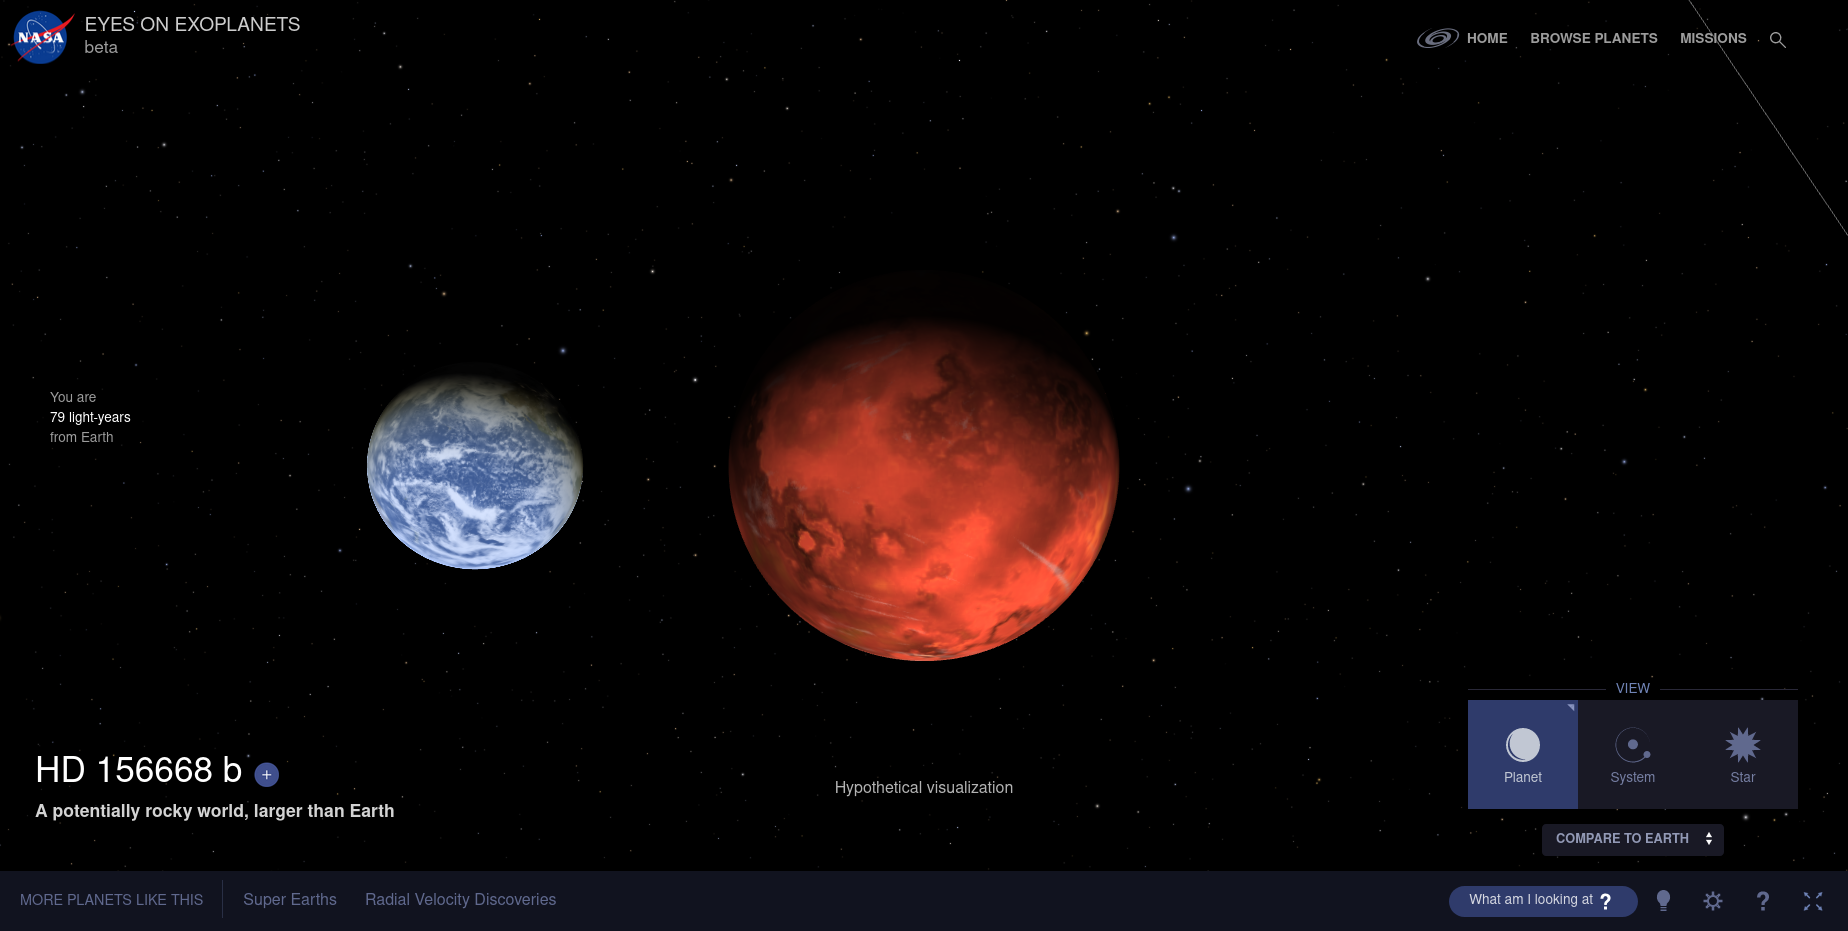 NASA
EYES ON EXOPLANETS
beta
HOME
BROWSE PLANETS
MISSIONS
You are
79 light-years
from Earth
HD 156668 b +
A potentially rocky world, larger than Earth
Hypothetical visualization
VIEW
Planet
System
Star
COMPARE TO EARTH
MORE PLANETS LIKE THIS
Super Earths
Radial Velocity Discoveries
What am I looking at ?
?